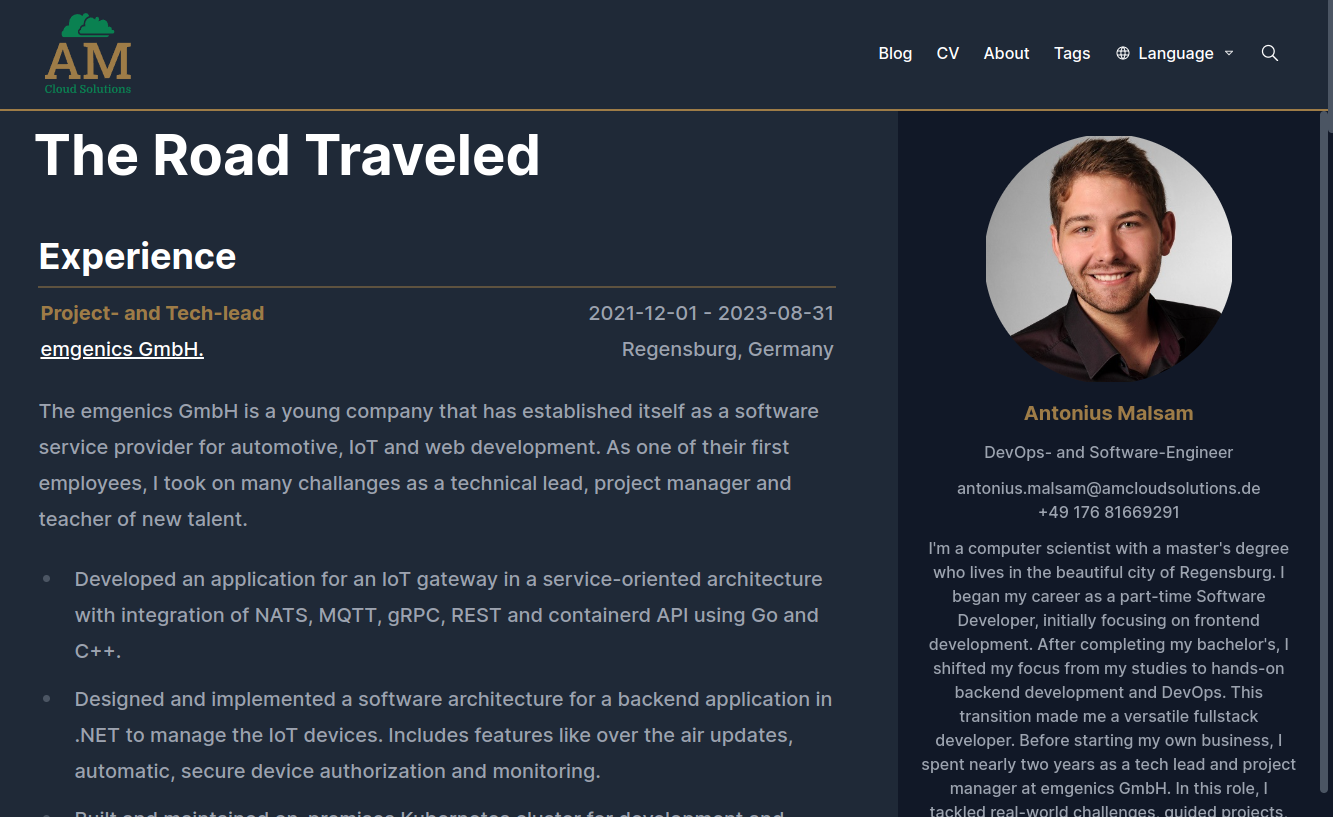 AM
Cloud Solutions
Blog CV About Tags Language
The Road Traveled
Experience
Project- and Tech-lead 2021-12-01 - 2023-08-31
emgenics GmbH. Regensburg, Germany
The emgenics GmbH is a young company that has established itself as a software
service provider for automotive, IoT and web development. As one of their first
employees, I took on many challanges as a technical lead, project manager and
teacher of new talent.
Developed an application for an IoT gateway in a service-oriented architecture
with integration of NATS, MQTT, gRPC, REST and containerd API using Go and
C++.
Designed and implemented a software architecture for a backend application in
.NET to manage the IoT devices. Includes features like over the air updates,
automatic, secure device authorization and monitoring.
Built and maintained on-premises Kubernetes cluster for development and
Antonius Malsam
DevOps- and Software-Engineer
antonius.malsam@amcloudsolutions.de
+49 176 81669291
I'm a computer scientist with a master's degree
who lives in the beautiful city of Regensburg. I
began my career as a part-time Software
Developer, initially focusing on frontend
development. After completing my bachelor's, I
shifted my focus from my studies to hands-on
backend development and DevOps. This
transition made me a versatile fullstack
developer. Before starting my own business, I
spent nearly two years as a tech lead and project
manager at emgenics GmbH. In this role, I
tackled real-world challenges, guided projects,